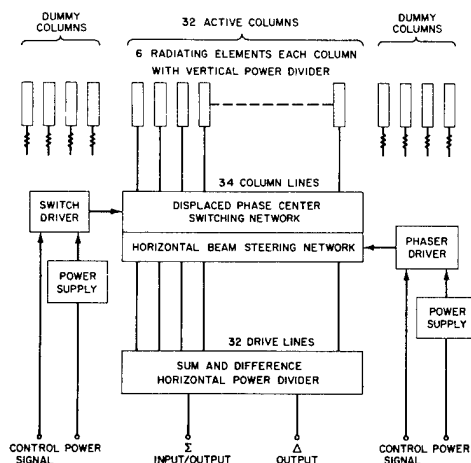 DUMMY
COLUMNS
32 ACTIVE COLUMNS
DUMMY
COLUMNS
6 RADIATING ELEMENTS EACH COLUMN
WITH VERTICAL POWER DIVIDER
34 COLUMN LINES
SWITCH
DRIVER
DISPLACED PHASE CENTER
SWITCHING NETWORK
HORIZONTAL BEAM STEERING NETWORK
PHASER
DRIVER
POWER
SUPPLY
POWER
SUPPLY
32 DRIVE LINES
SUM AND DIFFERENCE
HORIZONTAL POWER DIVIDER
CONTROL POWER
SIGNAL
Σ
INPUT/OUTPUT
Δ
OUTPUT
CONTROL POWER
SIGNAL